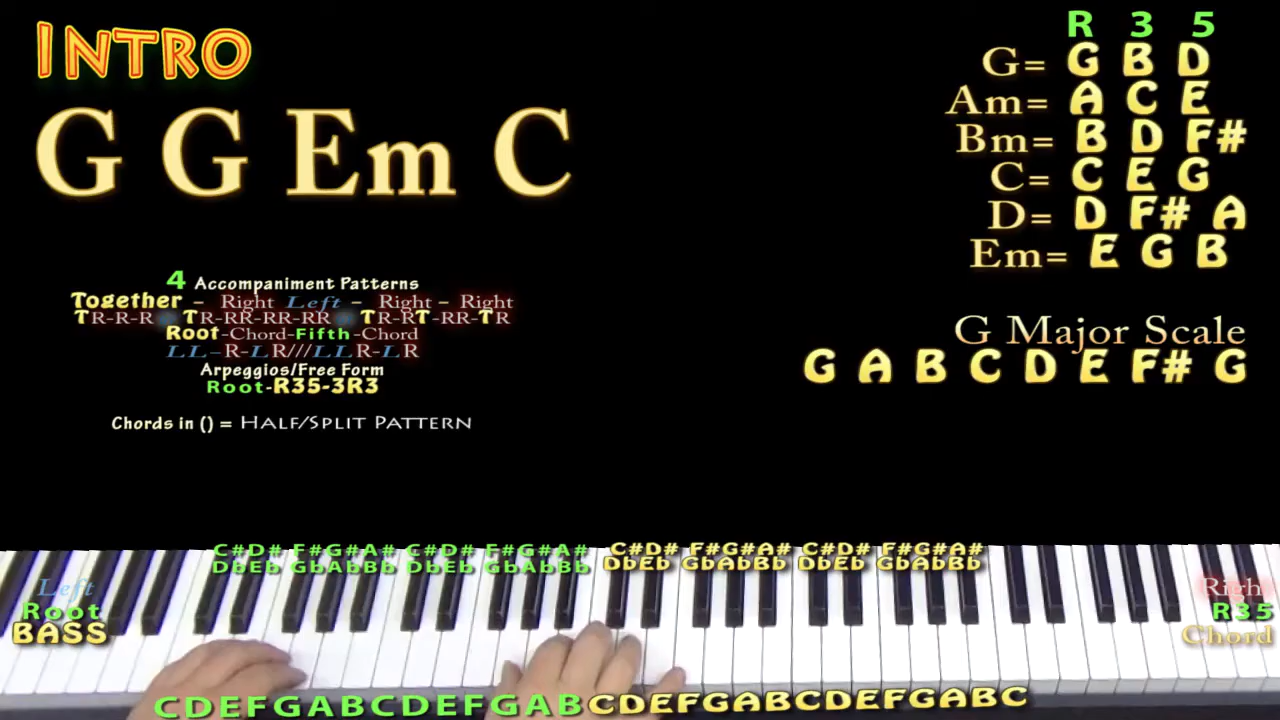 INTRO
G G Em C
4 Accompaniment Patterns
Together - Right Left - Right - Right
TR-R-R TR-RR-RR-RR TR-RT-RR-TR
Root-Chord-Fifth-Chord
LL-R-LR///LLR-LR
Arpeggios/Free Form
Root-R35-3R3
Chords in () = HALF/SPLIT PATTERN
R 3 5
G= G B D
Am= A C E
Bm= B D F#
C= C E G
D= D F# A
Em= E G B
G Major Scale
G A B C D E F# G
C#D# F#G#A# C#D# F#G#A# C#D# F#G#A# C#D# F#G#A#
DbEb GbAbBb DbEb GbAbBb DbEb GbAbBb DbEb GbAbBb
Left
Root
BASS
Right
R35
Chord
CDEFGABCDEFGABCDEFGABCDEFGABC